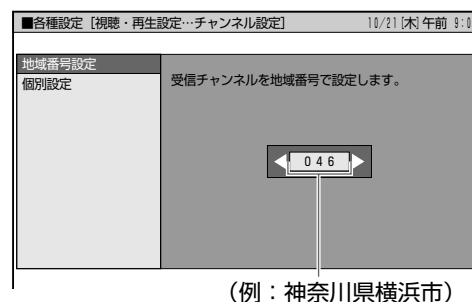 ■各種設定［視聴・再生設定…チャンネル設定］ 10/21［木］午前 9:0
地域番号設定
個別設定
受信チャンネルを地域番号で設定します。
046
（例：神奈川県横浜市）